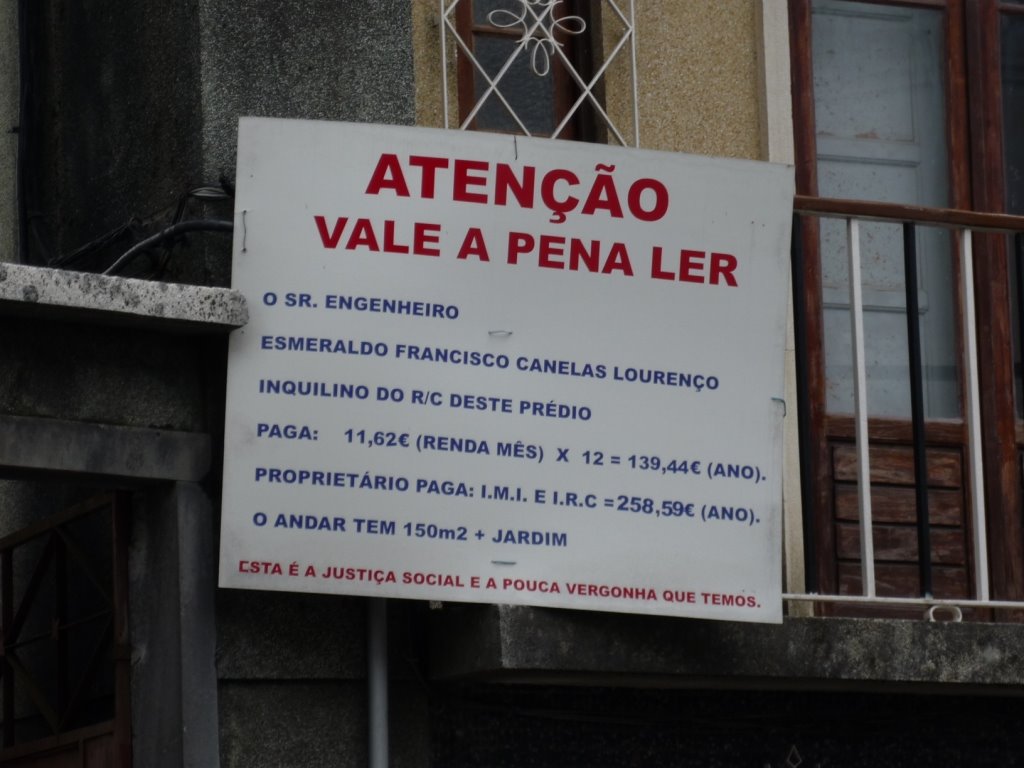 ATENÇÃO
VALE A PENA LER
O SR. ENGENHEIRO
ESMERALDO FRANCISCO CANELAS LOURENÇO
INQUILINO DO R/C DESTE PRÉDIO
PAGA: 11,62€ (RENDA MÊS) X 12 = 139,44€ (ANO).
PROPRIETÁRIO PAGA: I.M.I. E I.R.C =258,59€ (ANO).
O ANDAR TEM 150m2 + JARDIM
ESTA É A JUSTIÇA SOCIAL E A POUCA VERGONHA QUE TEMOS.